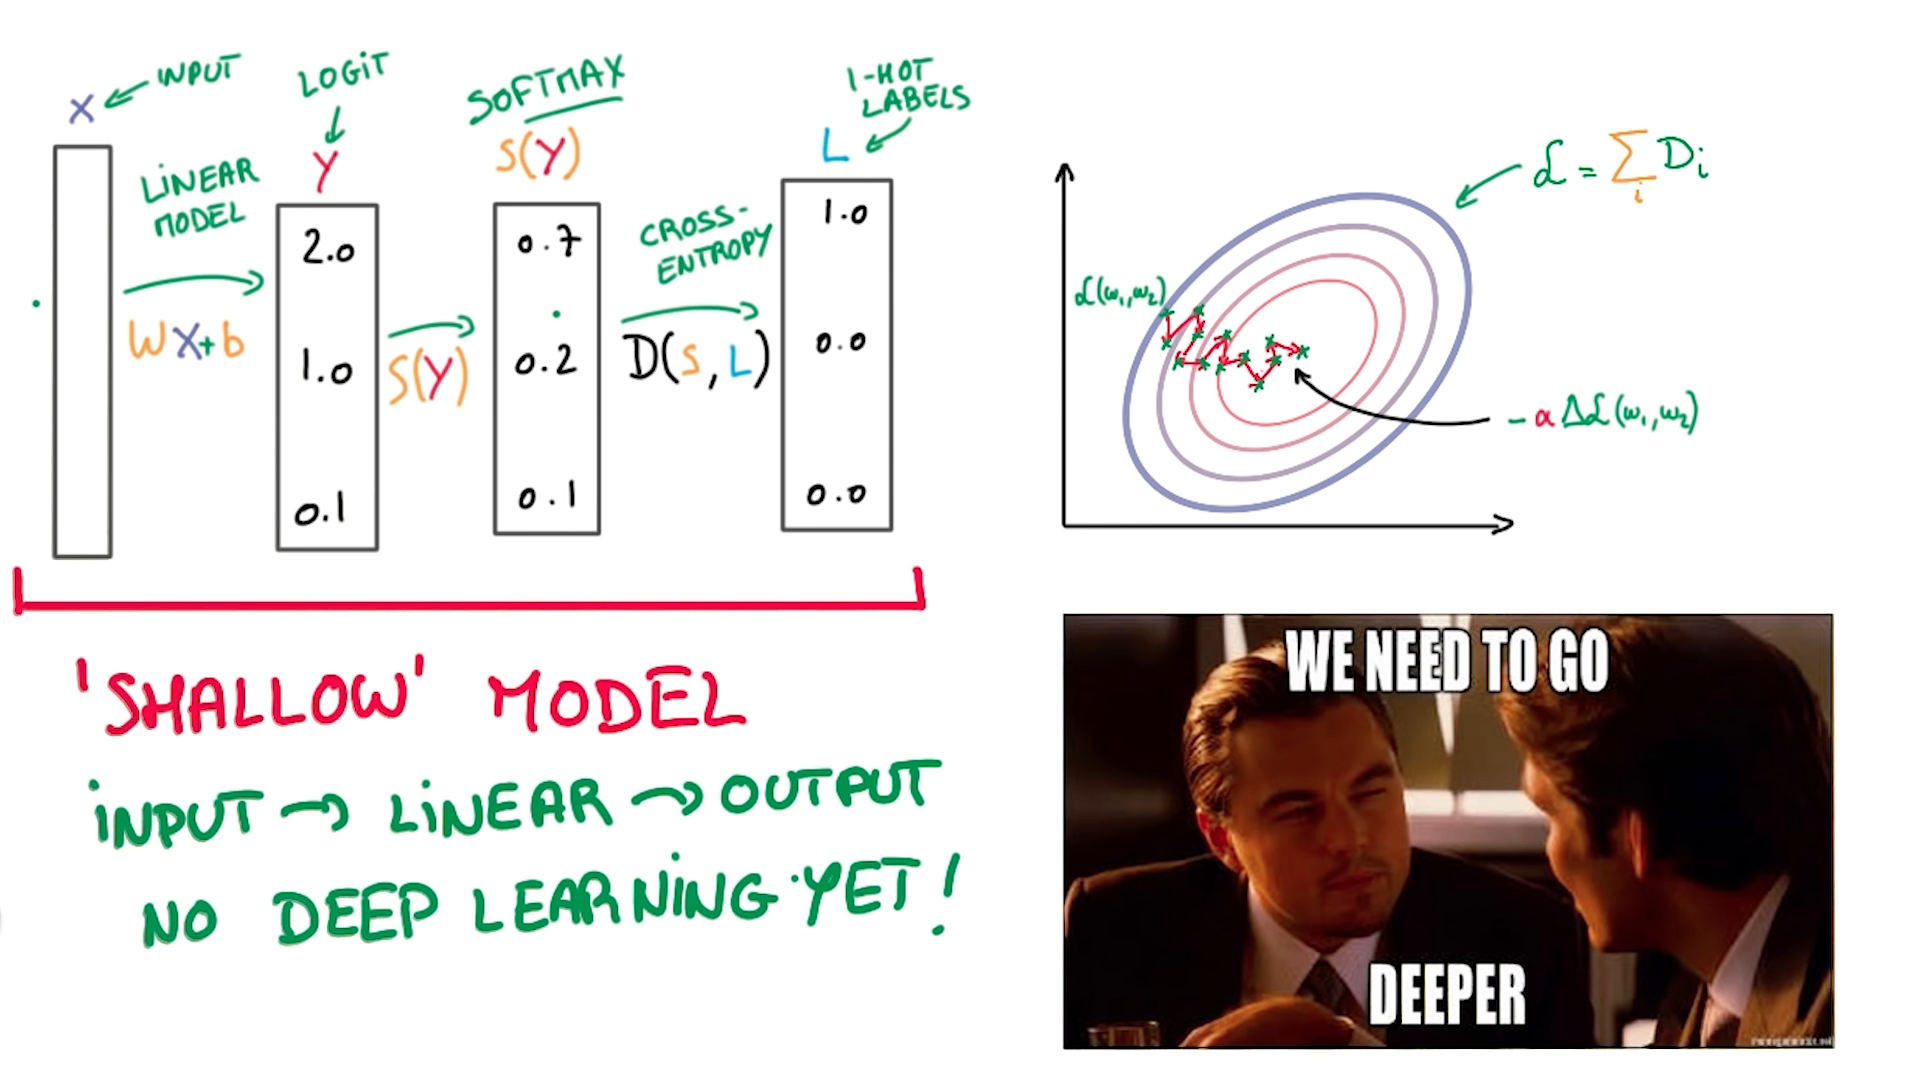 X
INPUT
LINEAR
MODEL
WX+b
LOGIT
Y
2.0
1.0
0.1
S(Y)
SOFTMAX
S(Y)
0.7
0.2
0.1
CROSS-
ENTROPY
D(S,L)
1-HOT
LABELS
L
1.0
0.0
0.0
'SHALLOW' MODEL
INPUT → LINEAR → OUTPUT
NO DEEP LEARNING YET!
ℒ = Σ Di
i
ℒ(w1,w2)
-α Δℒ(w1,w2)
WE NEED TO GO
DEEPER